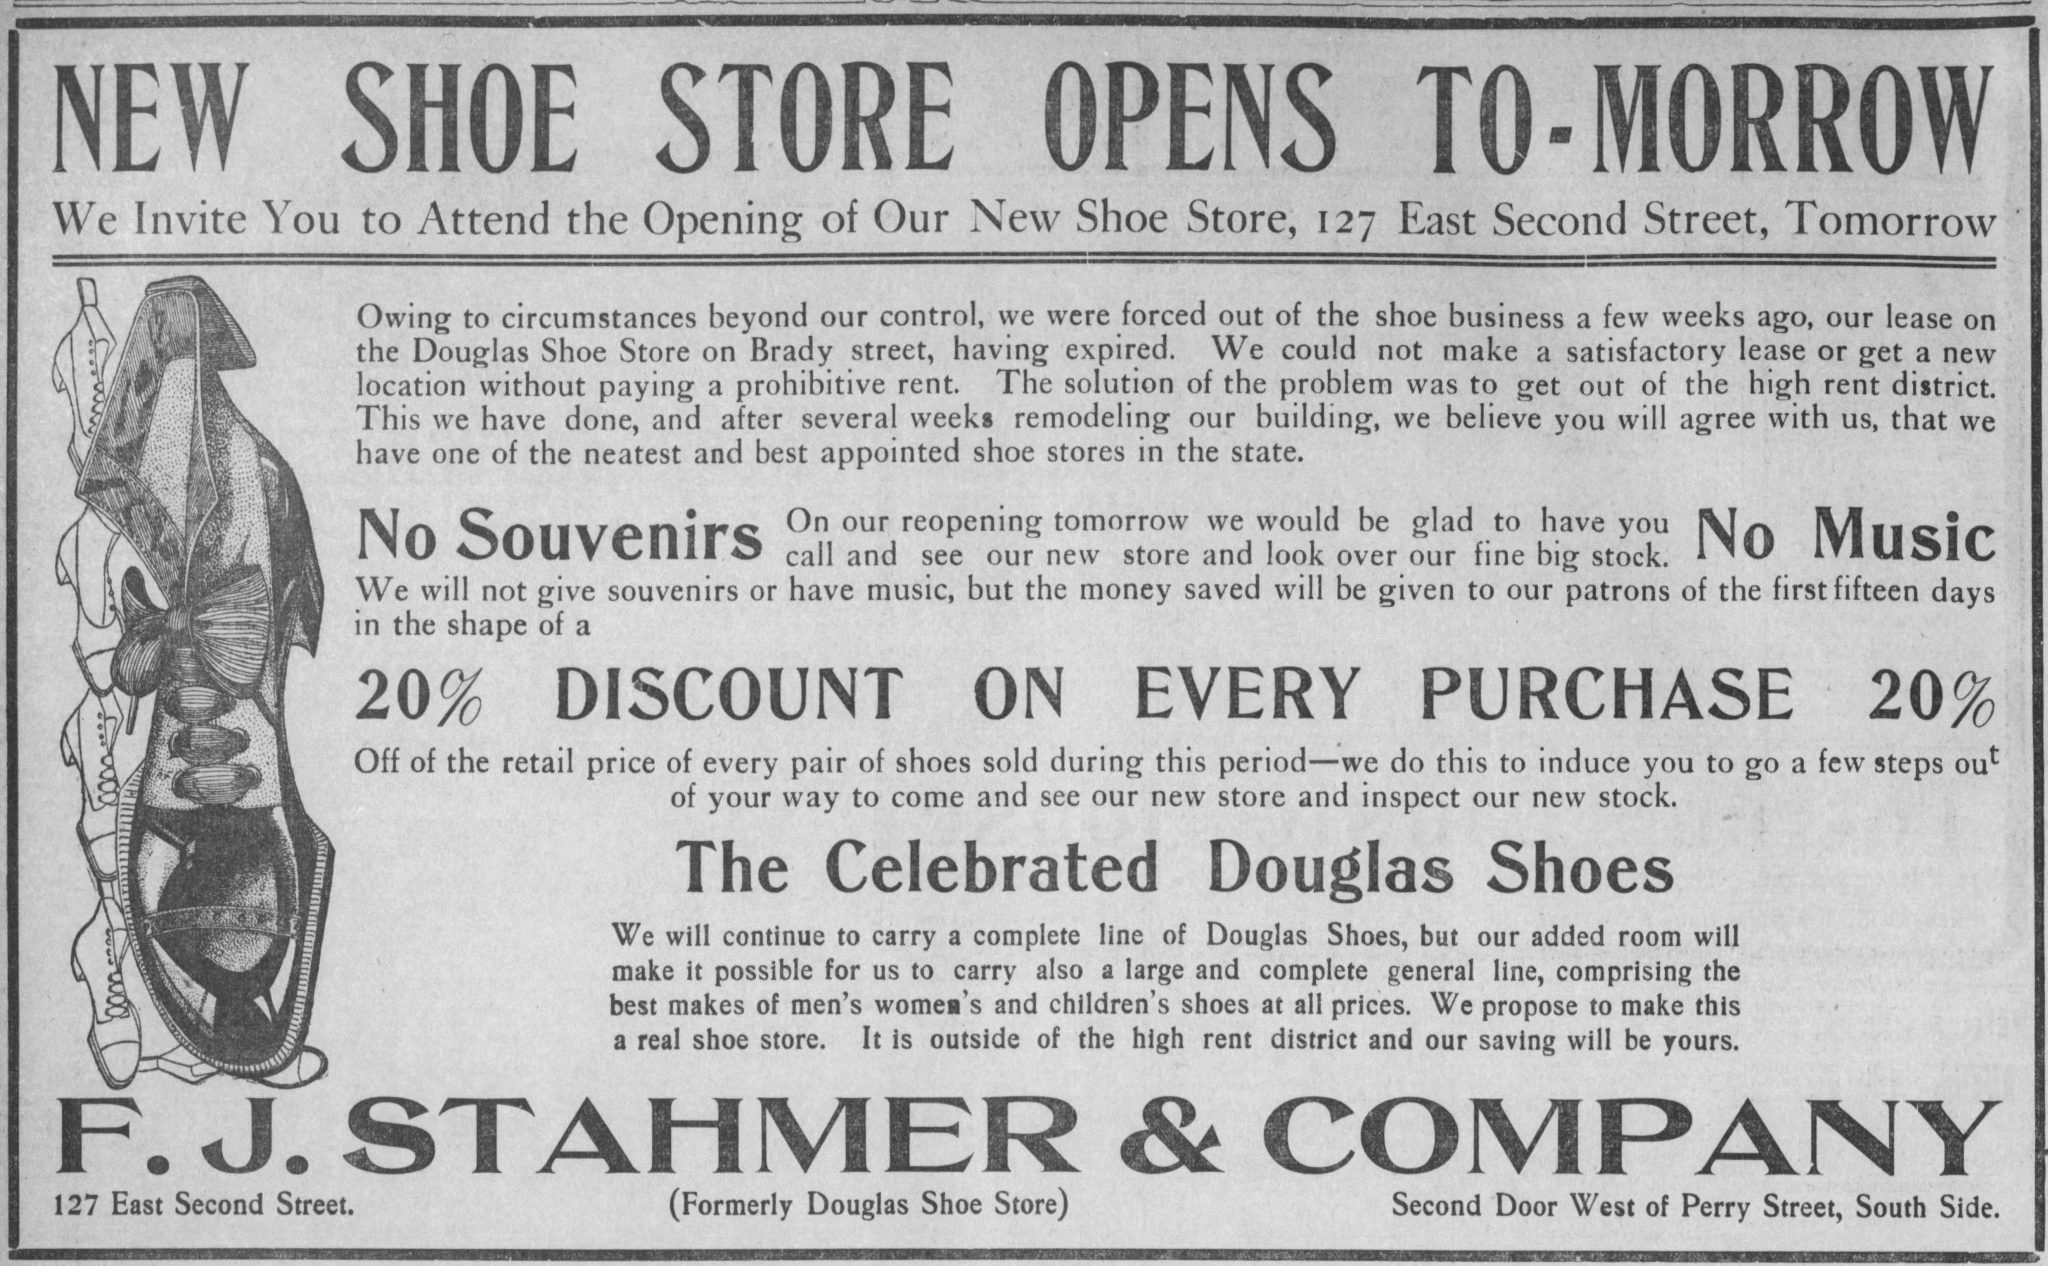 NEW SHOE STORE OPENS TO-MORROW
We Invite You to Attend the Opening of Our New Shoe Store, 127 East Second Street, Tomorrow
Owing to circumstances beyond our control, we were forced out of the shoe business a few weeks ago, our lease on
the Douglas Shoe Store on Brady street, having expired. We could not make a satisfactory lease or get a new
location without paying a prohibitive rent. The solution of the problem was to get out of the high rent district.
This we have done, and after several weeks remodeling our building, we believe you will agree with us, that we
have one of the neatest and best appointed shoe stores in the state.
No Souvenirs
On our reopening tomorrow we would be glad to have you
call and see our new store and look over our fine big stock.
No Music
We will not give souvenirs or have music, but the money saved will be given to our patrons of the first fifteen days
in the shape of a
20% DISCOUNT ON EVERY PURCHASE 20%
Off of the retail price of every pair of shoes sold during this period—we do this to induce you to go a few steps out
of your way to come and see our new store and inspect our new stock.
The Celebrated Douglas Shoes
We will continue to carry a complete line of Douglas Shoes, but our added room will
make it possible for us to carry also a large and complete general line, comprising the
best makes of men's women's and children's shoes at all prices. We propose to make this
a real shoe store. It is outside of the high rent district and our saving will be yours.
F. J. STAHMER & COMPANY
127 East Second Street. (Formerly Douglas Shoe Store) Second Door West of Perry Street, South Side.